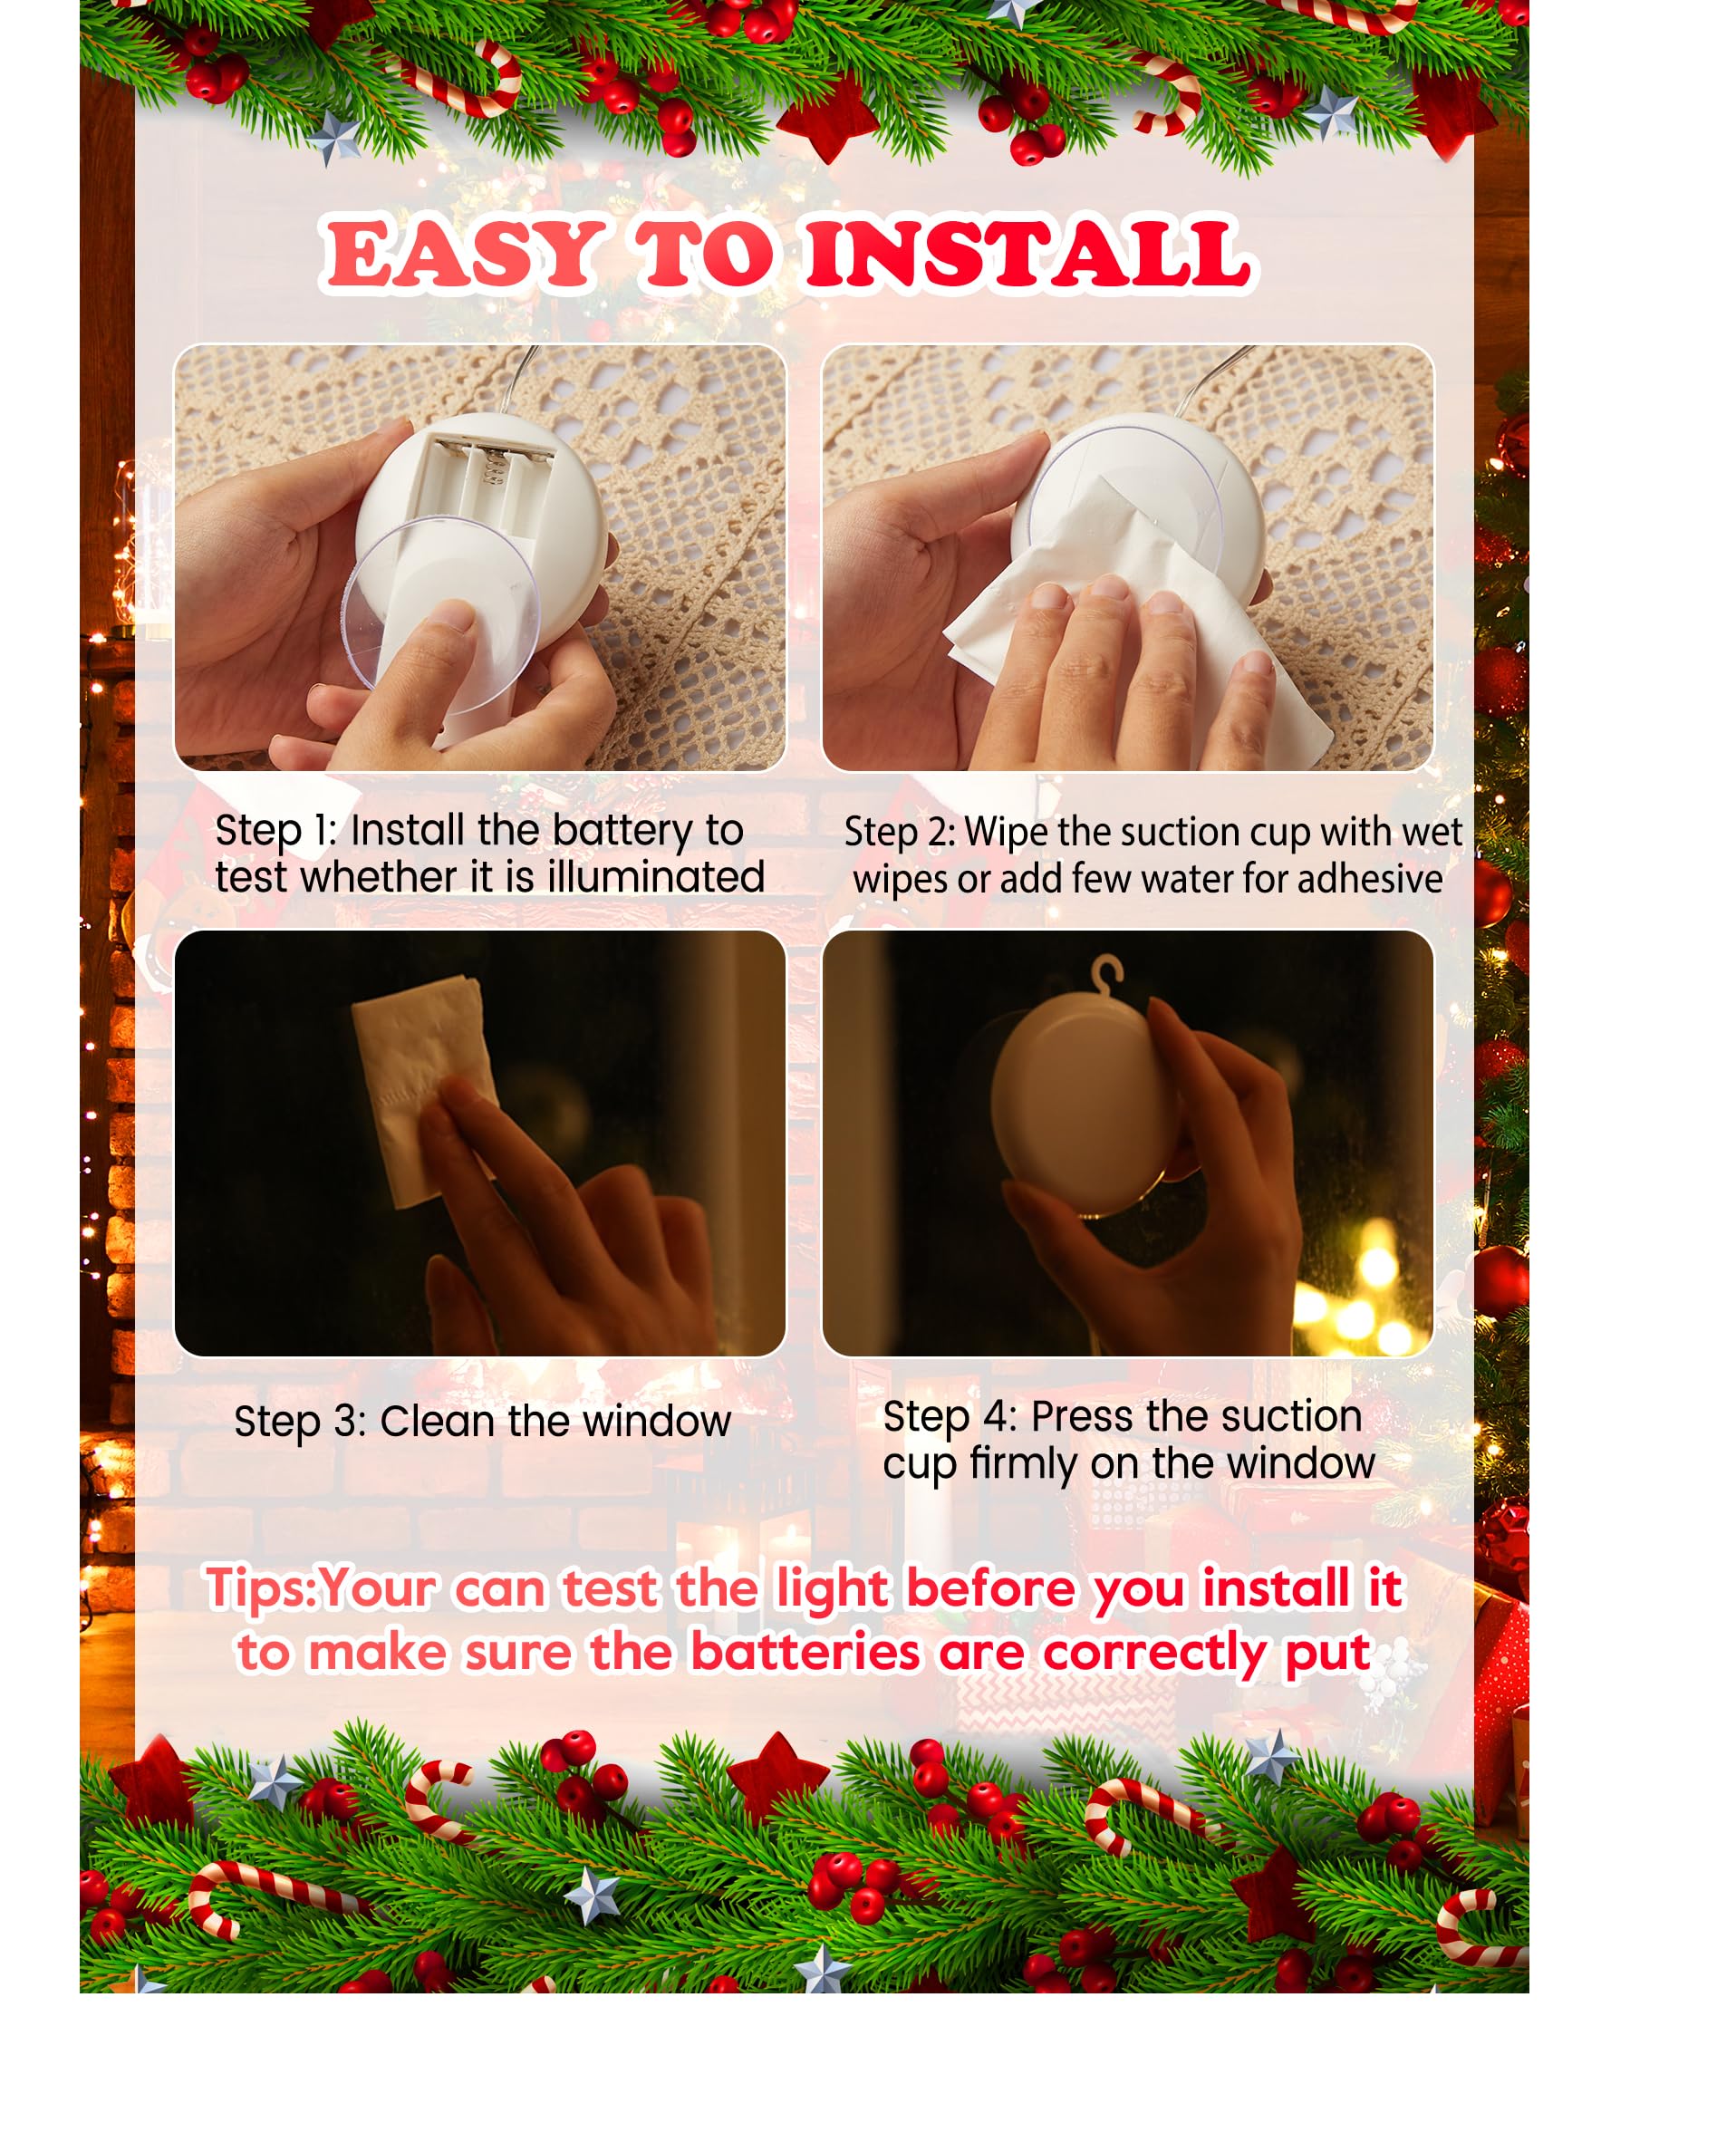 EASY TO INSTALL
Step 1: Install the battery to
test whether it is illuminated
Step 2: Wipe the suction cup with wet
wipes or add few water for adhesive
Step 3: Clean the window
Step 4: Press the suction
cup firmly on the window
Tips:Your can test the light before you install it
to make sure the batteries are correctly put